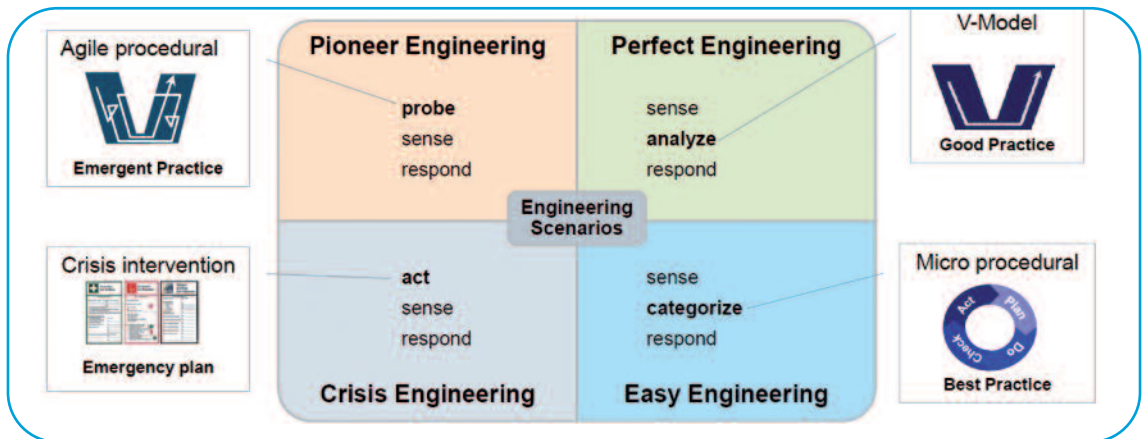 Agile procedural
Emergent Practice
Pioneer Engineering
probe
sense
respond
Perfect Engineering
sense
analyze
respond
V-Model
Good Practice
Engineering
Scenarios
Crisis intervention
Emergency plan
act
sense
respond
Crisis Engineering
sense
categorize
respond
Easy Engineering
Micro procedural
Act
Plan
Do
Check
Best Practice